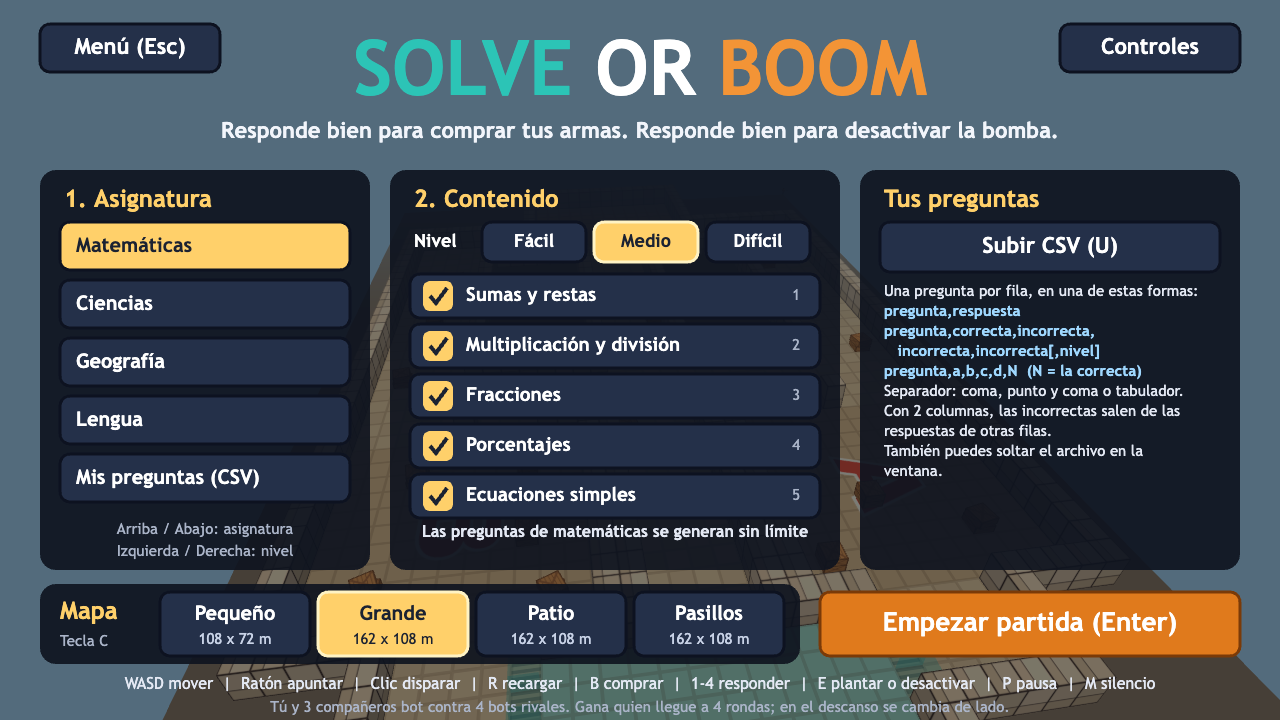 Menú (Esc)
SOLVE OR BOOM
Controles
Responde bien para comprar tus armas. Responde bien para desactivar la bomba.
1. Asignatura
Matemáticas
Ciencias
Geografía
Lengua
Mis preguntas (CSV)
Arriba / Abajo: asignatura
Izquierda / Derecha: nivel
2. Contenido
Nivel Fácil Medio Difícil
Sumas y restas 1
Multiplicación y división 2
Fracciones 3
Porcentajes 4
Ecuaciones simples 5
Las preguntas de matemáticas se generan sin límite
Tus preguntas
Subir CSV (U)
Una pregunta por fila, en una de estas formas:
pregunta,respuesta
pregunta,correcta,incorrecta,
incorrecta,incorrecta[,nivel]
pregunta,a,b,c,d,N (N = la correcta)
Separador: coma, punto y coma o tabulador.
Con 2 columnas, las incorrectas salen de las
respuestas de otras filas.
También puedes soltar el archivo en la
ventana.
Mapa
Tecla C
Pequeño
108 x 72 m
Grande
162 x 108 m
Patio
162 x 108 m
Pasillos
162 x 108 m
Empezar partida (Enter)
WASD mover | Ratón apuntar | Clic disparar | R recargar | B comprar | 1-4 responder | E plantar o desactivar | P pausa | M silencio
Tú y 3 compañeros bot contra 4 bots rivales. Gana quien llegue a 4 rondas; en el descanso se cambia de lado.